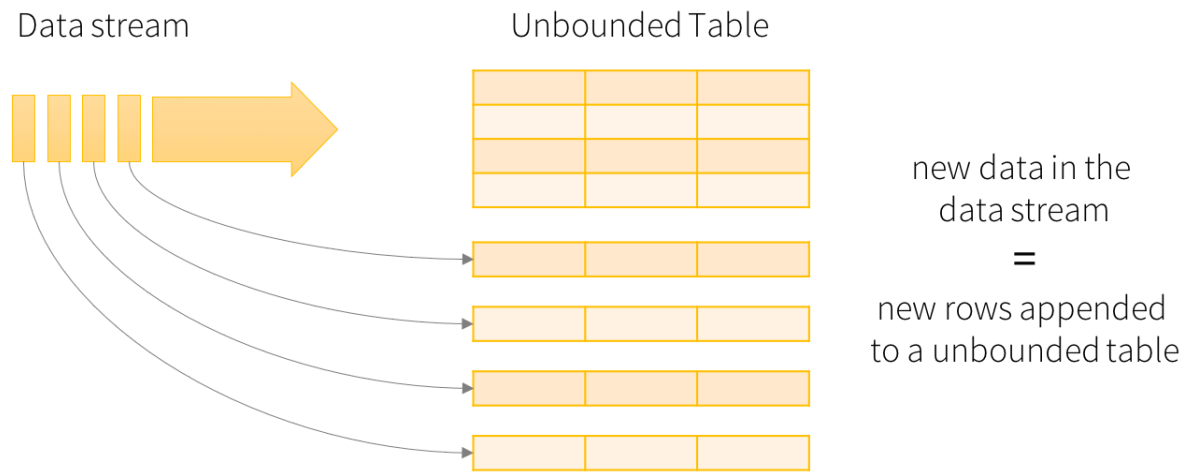 Data stream
Unbounded Table
new data in the
data stream
=
new rows appended
to a unbounded table